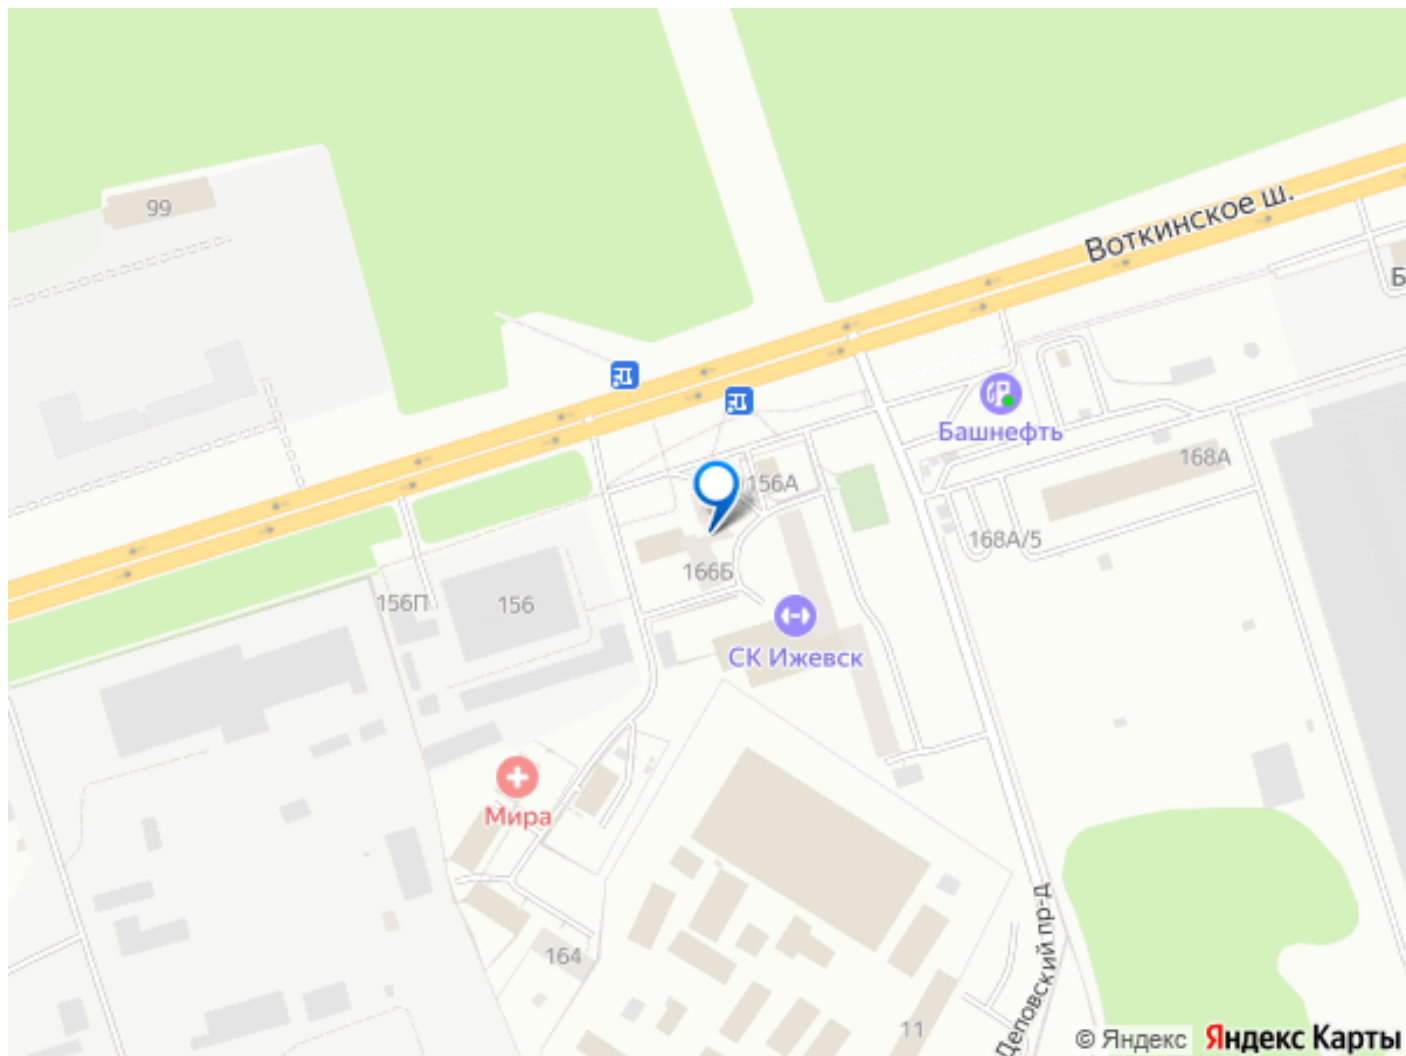 99
Воткинское ш.
Б
Башнефть
156А
168А
168А/5
166Б
156П
156
СК Ижевск
Мира
Деповский пр-д
164
11
© Яндекс
Яндекс Карты